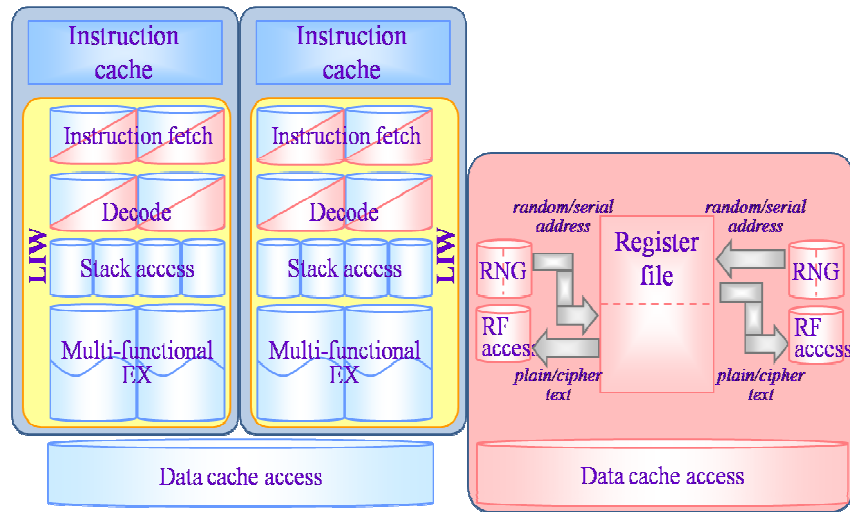 Instruction
cache
Instruction fetch
Decode
LIW
Stack access
Multi-functional
EX
Instruction
cache
Instruction fetch
Decode
LIW
Stack access
Multi-functional
EX
Data cache access
random/serial
address
random/serial
address
Register
file
RNG
RNG
RF
access
RF
access
plain/cipher
text
plain/cipher
text
Data cache access